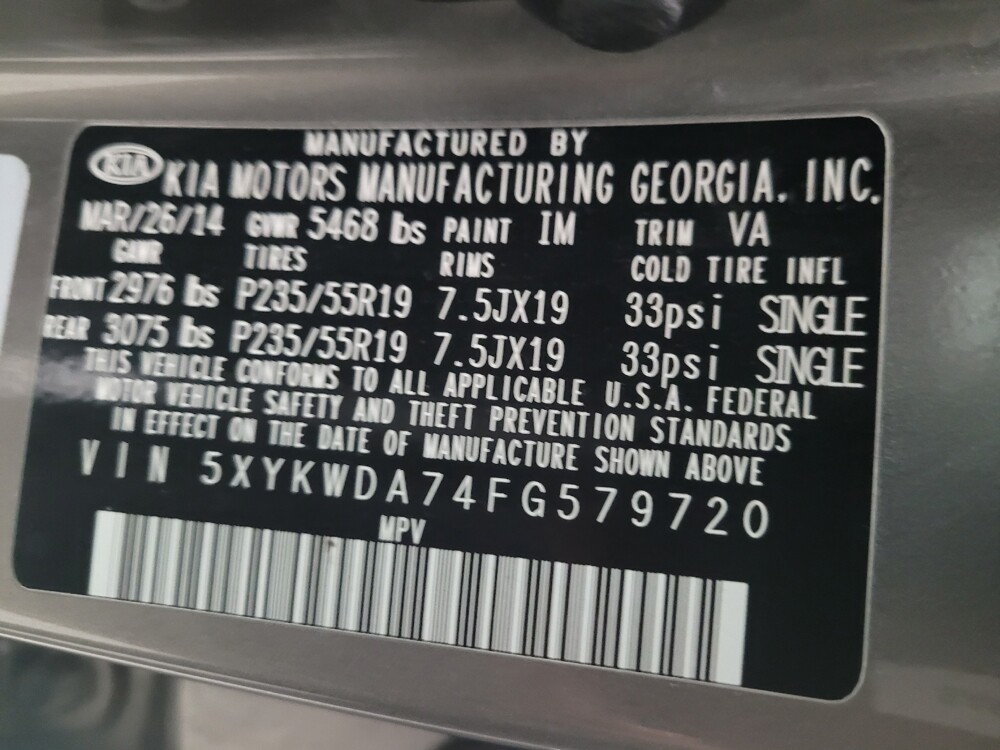 MANUFACTURED BY
KIA KIA MOTORS MANUFACTURING GEORGIA, INC.
MAR/26/14 GVWR 5468 lbs PAINT IM TRIM VA
GAWR TIRES RIMS COLD TIRE INFL
FRONT 2976 lbs P235/55R19 7.5JX19 33psi SINGLE
REAR 3075 lbs P235/55R19 7.5JX19 33psi SINGLE
THIS VEHICLE CONFORMS TO ALL APPLICABLE U.S.A. FEDERAL
MOTOR VEHICLE SAFETY AND THEFT PREVENTION STANDARDS
IN EFFECT ON THE DATE OF MANUFACTURE SHOWN ABOVE
VIN 5XYKWDA74FG579720
MPV